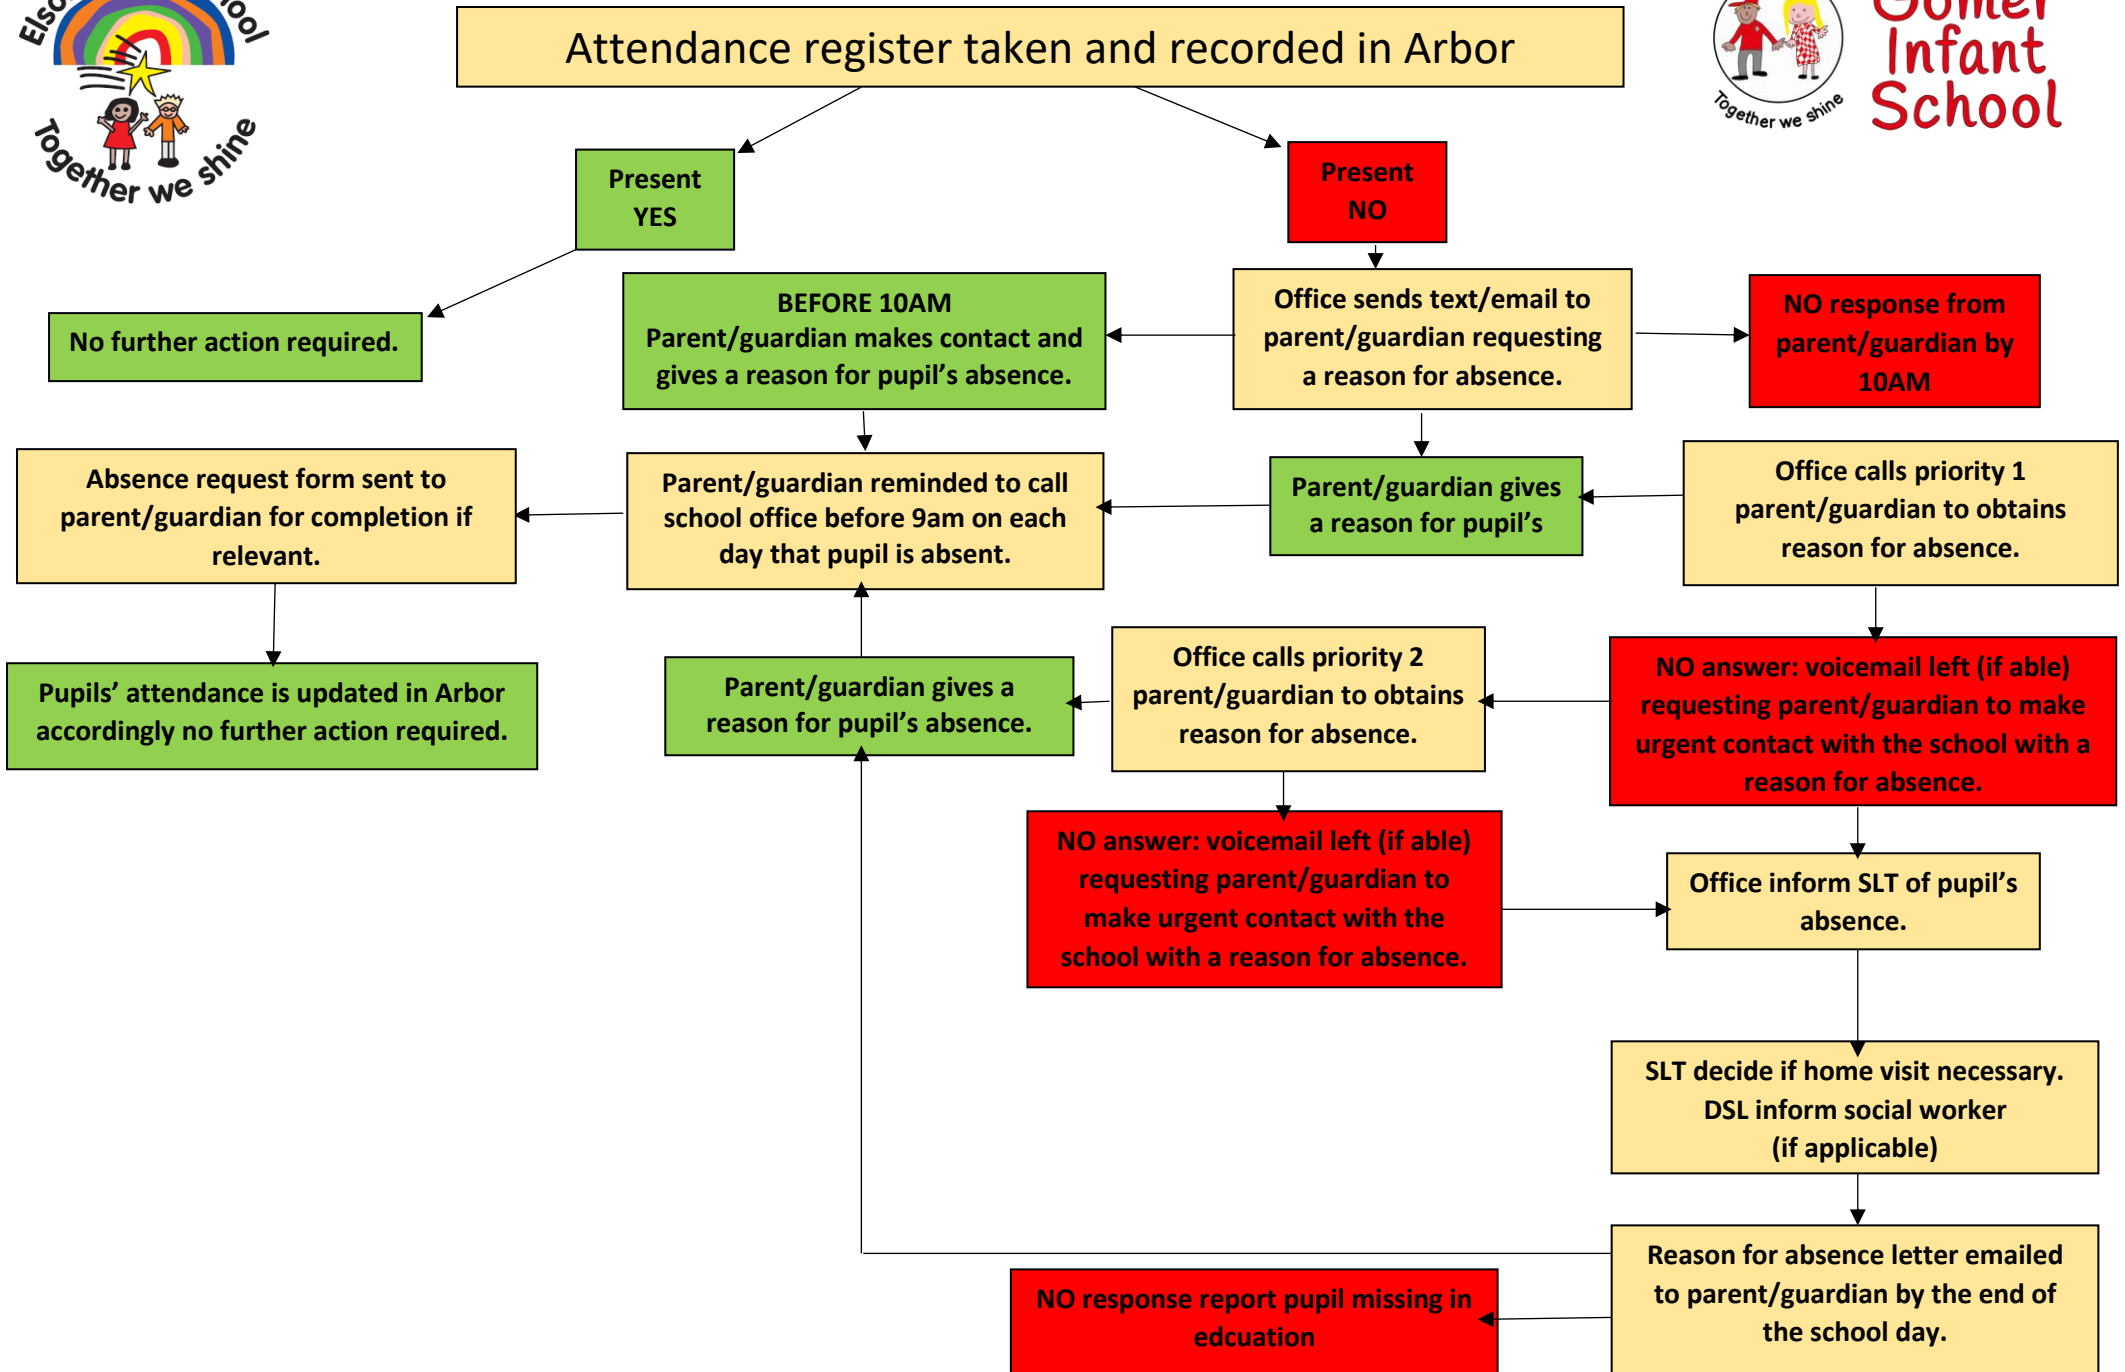 Together we shine
Gomer
Infant
School
Together we shine
Attendance register taken and recorded in Arbor
Present
YES
Present
NO
No further action required.
BEFORE 10AM
Parent/guardian makes contact and
gives a reason for pupil’s absence.
Office sends text/email to
parent/guardian requesting
a reason for absence.
NO response from
parent/guardian by
10AM
Absence request form sent to
parent/guardian for completion if
relevant.
Parent/guardian reminded to call
school office before 9am on each
day that pupil is absent.
Parent/guardian gives
a reason for pupil’s
Office calls priority 1
parent/guardian to obtains
reason for absence.
Pupils’ attendance is updated in Arbor
accordingly no further action required.
Parent/guardian gives a
reason for pupil’s absence.
Office calls priority 2
parent/guardian to obtains
reason for absence.
NO answer: voicemail left (if able)
requesting parent/guardian to make
urgent contact with the school with a
reason for absence.
NO answer: voicemail left (if able)
requesting parent/guardian to
make urgent contact with the
school with a reason for absence.
Office inform SLT of pupil’s
absence.
SLT decide if home visit necessary.
DSL inform social worker
(if applicable)
Reason for absence letter emailed
to parent/guardian by the end of
the school day.
NO response report pupil missing in
edcuation